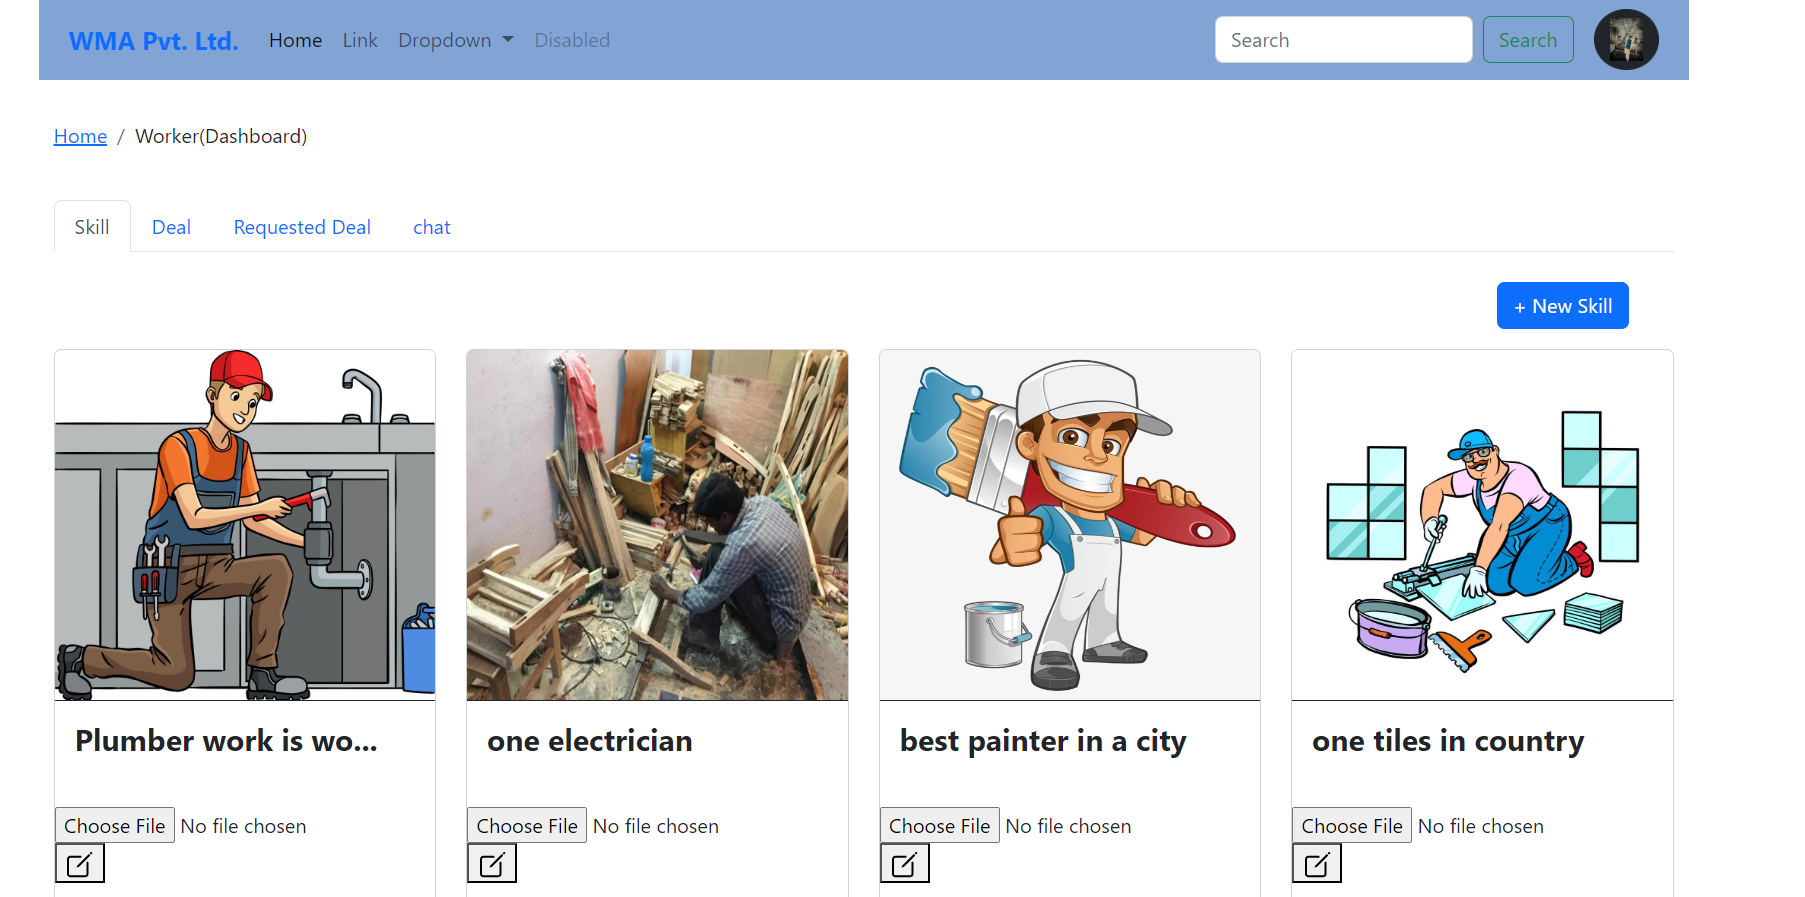 WMA Pvt. Ltd. Home Link Dropdown Disabled Search Search
Home / Worker(Dashboard)
Skill Deal Requested Deal chat
+ New Skill
Plumber work is wo... one electrician best painter in a city one tiles in country
Choose File No file chosen Choose File No file chosen Choose File No file chosen Choose File No file chosen